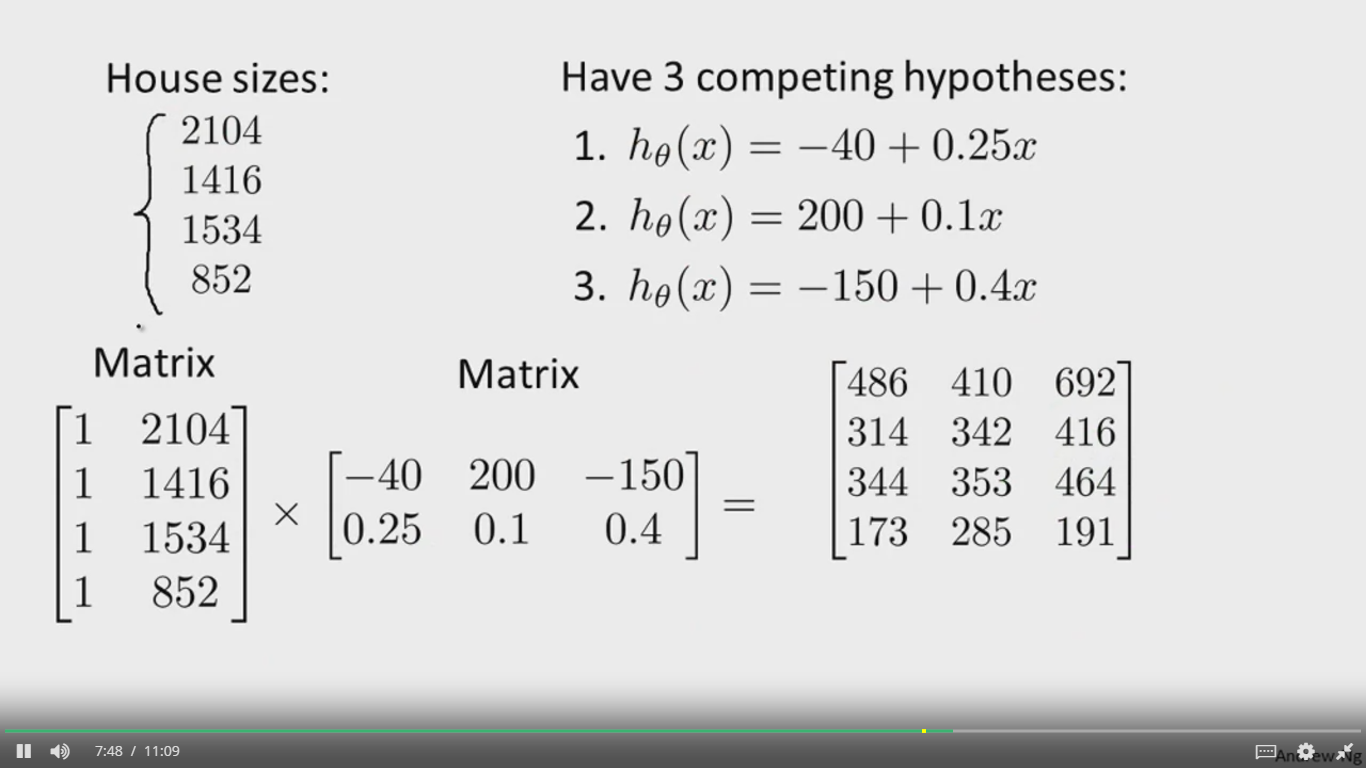 House sizes:
2104
1416
1534
852
Have 3 competing hypotheses:
1. hθ(x) = −40 + 0.25x
2. hθ(x) = 200 + 0.1x
3. hθ(x) = −150 + 0.4x
Matrix
1 2104
1 1416
1 1534
1 852
×
Matrix
−40 200 −150
0.25 0.1 0.4
=
486 410 692
314 342 416
344 353 464
173 285 191
7:48 / 11:09
Andrew Ng